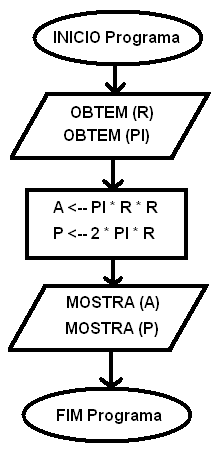 INICIO Programa
OBTEM (R)
OBTEM (PI)
A <-- PI * R * R
P <-- 2 * PI * R
MOSTRA (A)
MOSTRA (P)
FIM Programa